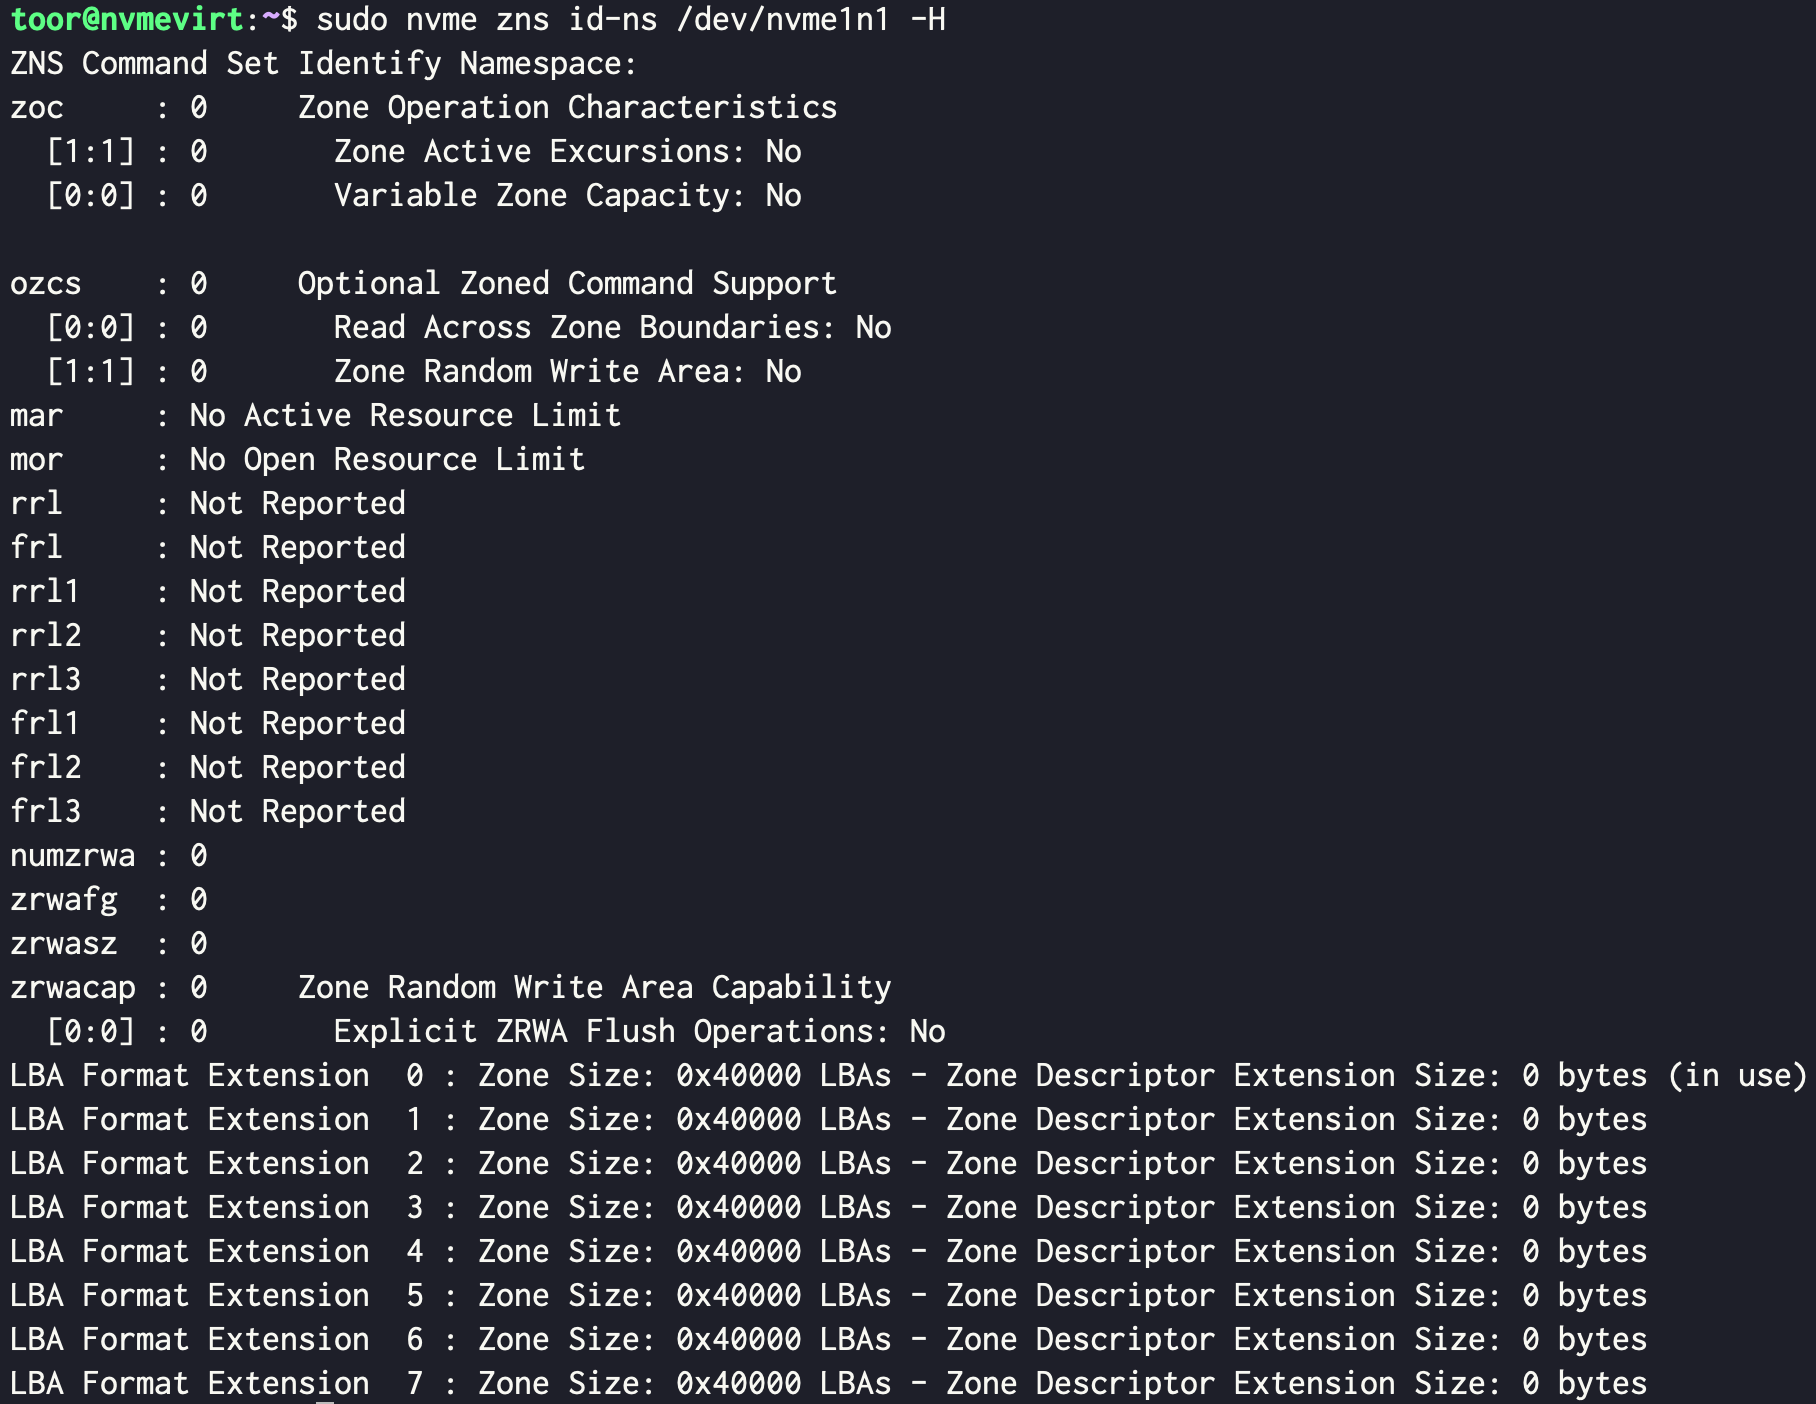 toor@nvmevirt:~$ sudo nvme zns id-ns /dev/nvme1n1 -H
ZNS Command Set Identify Namespace:
zoc     : 0     Zone Operation Characteristics
  [1:1] : 0       Zone Active Excursions: No
  [0:0] : 0       Variable Zone Capacity: No

ozcs    : 0     Optional Zoned Command Support
  [0:0] : 0       Read Across Zone Boundaries: No
  [1:1] : 0       Zone Random Write Area: No
mar     : No Active Resource Limit
mor     : No Open Resource Limit
rrl     : Not Reported
frl     : Not Reported
rrl1    : Not Reported
rrl2    : Not Reported
rrl3    : Not Reported
frl1    : Not Reported
frl2    : Not Reported
frl3    : Not Reported
numzrwa : 0
zrwafg  : 0
zrwasz  : 0
zrwacap : 0     Zone Random Write Area Capability
  [0:0] : 0       Explicit ZRWA Flush Operations: No
LBA Format Extension  0 : Zone Size: 0x40000 LBAs - Zone Descriptor Extension Size: 0 bytes (in use)
LBA Format Extension  1 : Zone Size: 0x40000 LBAs - Zone Descriptor Extension Size: 0 bytes
LBA Format Extension  2 : Zone Size: 0x40000 LBAs - Zone Descriptor Extension Size: 0 bytes
LBA Format Extension  3 : Zone Size: 0x40000 LBAs - Zone Descriptor Extension Size: 0 bytes
LBA Format Extension  4 : Zone Size: 0x40000 LBAs - Zone Descriptor Extension Size: 0 bytes
LBA Format Extension  5 : Zone Size: 0x40000 LBAs - Zone Descriptor Extension Size: 0 bytes
LBA Format Extension  6 : Zone Size: 0x40000 LBAs - Zone Descriptor Extension Size: 0 bytes
LBA Format Extension  7 : Zone Size: 0x40000 LBAs - Zone Descriptor Extension Size: 0 bytes